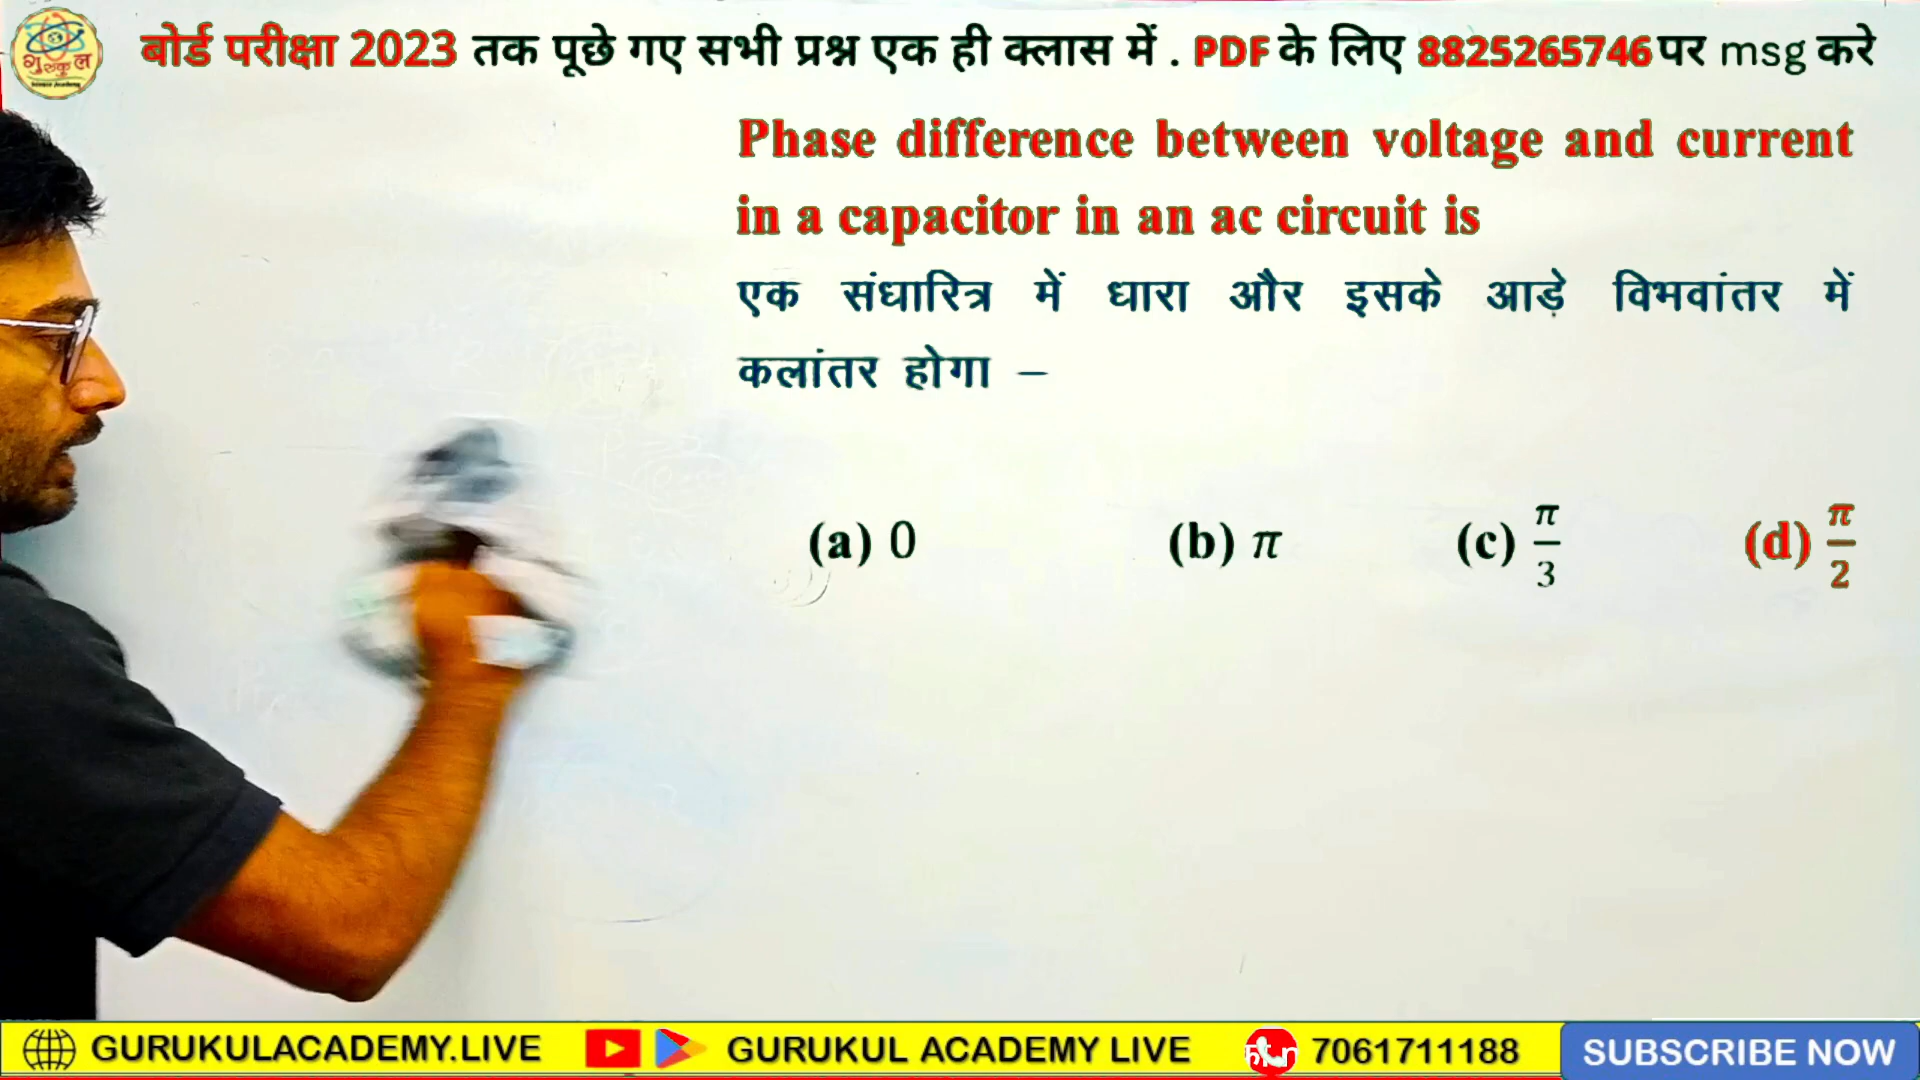 गुरुकुल
Science Academy
बोर्ड परीक्षा 2023 तक पूछे गए सभी प्रश्न एक ही क्लास में . PDF के लिए 8825265746 पर msg करे
Phase difference between voltage and current
in a capacitor in an ac circuit is
एक संधारित्र में धारा और इसके आड़े विभवांतर में
कलांतर होगा –
(a) 0 (b) π (c) π/3 (d) π/2
GURUKULACADEMY.LIVE GURUKUL ACADEMY LIVE 7061711188 SUBSCRIBE NOW